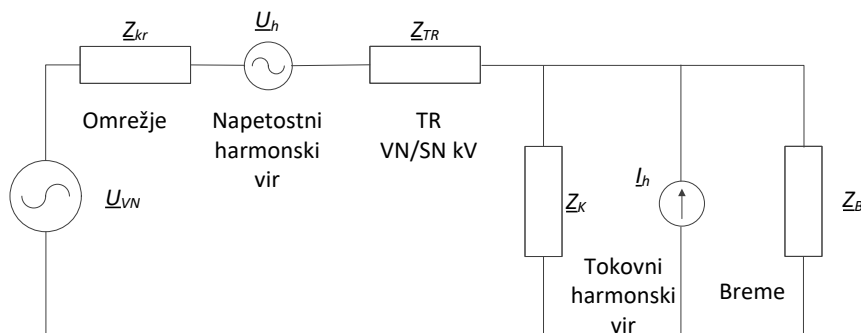 Z_kr
U_h
Z_TR
Omrežje
Napetostni
harmonski
vir
TR
VN/SN kV
U_VN
Z_K
I_h
Z_B
Tokovni
harmonski
vir
Breme